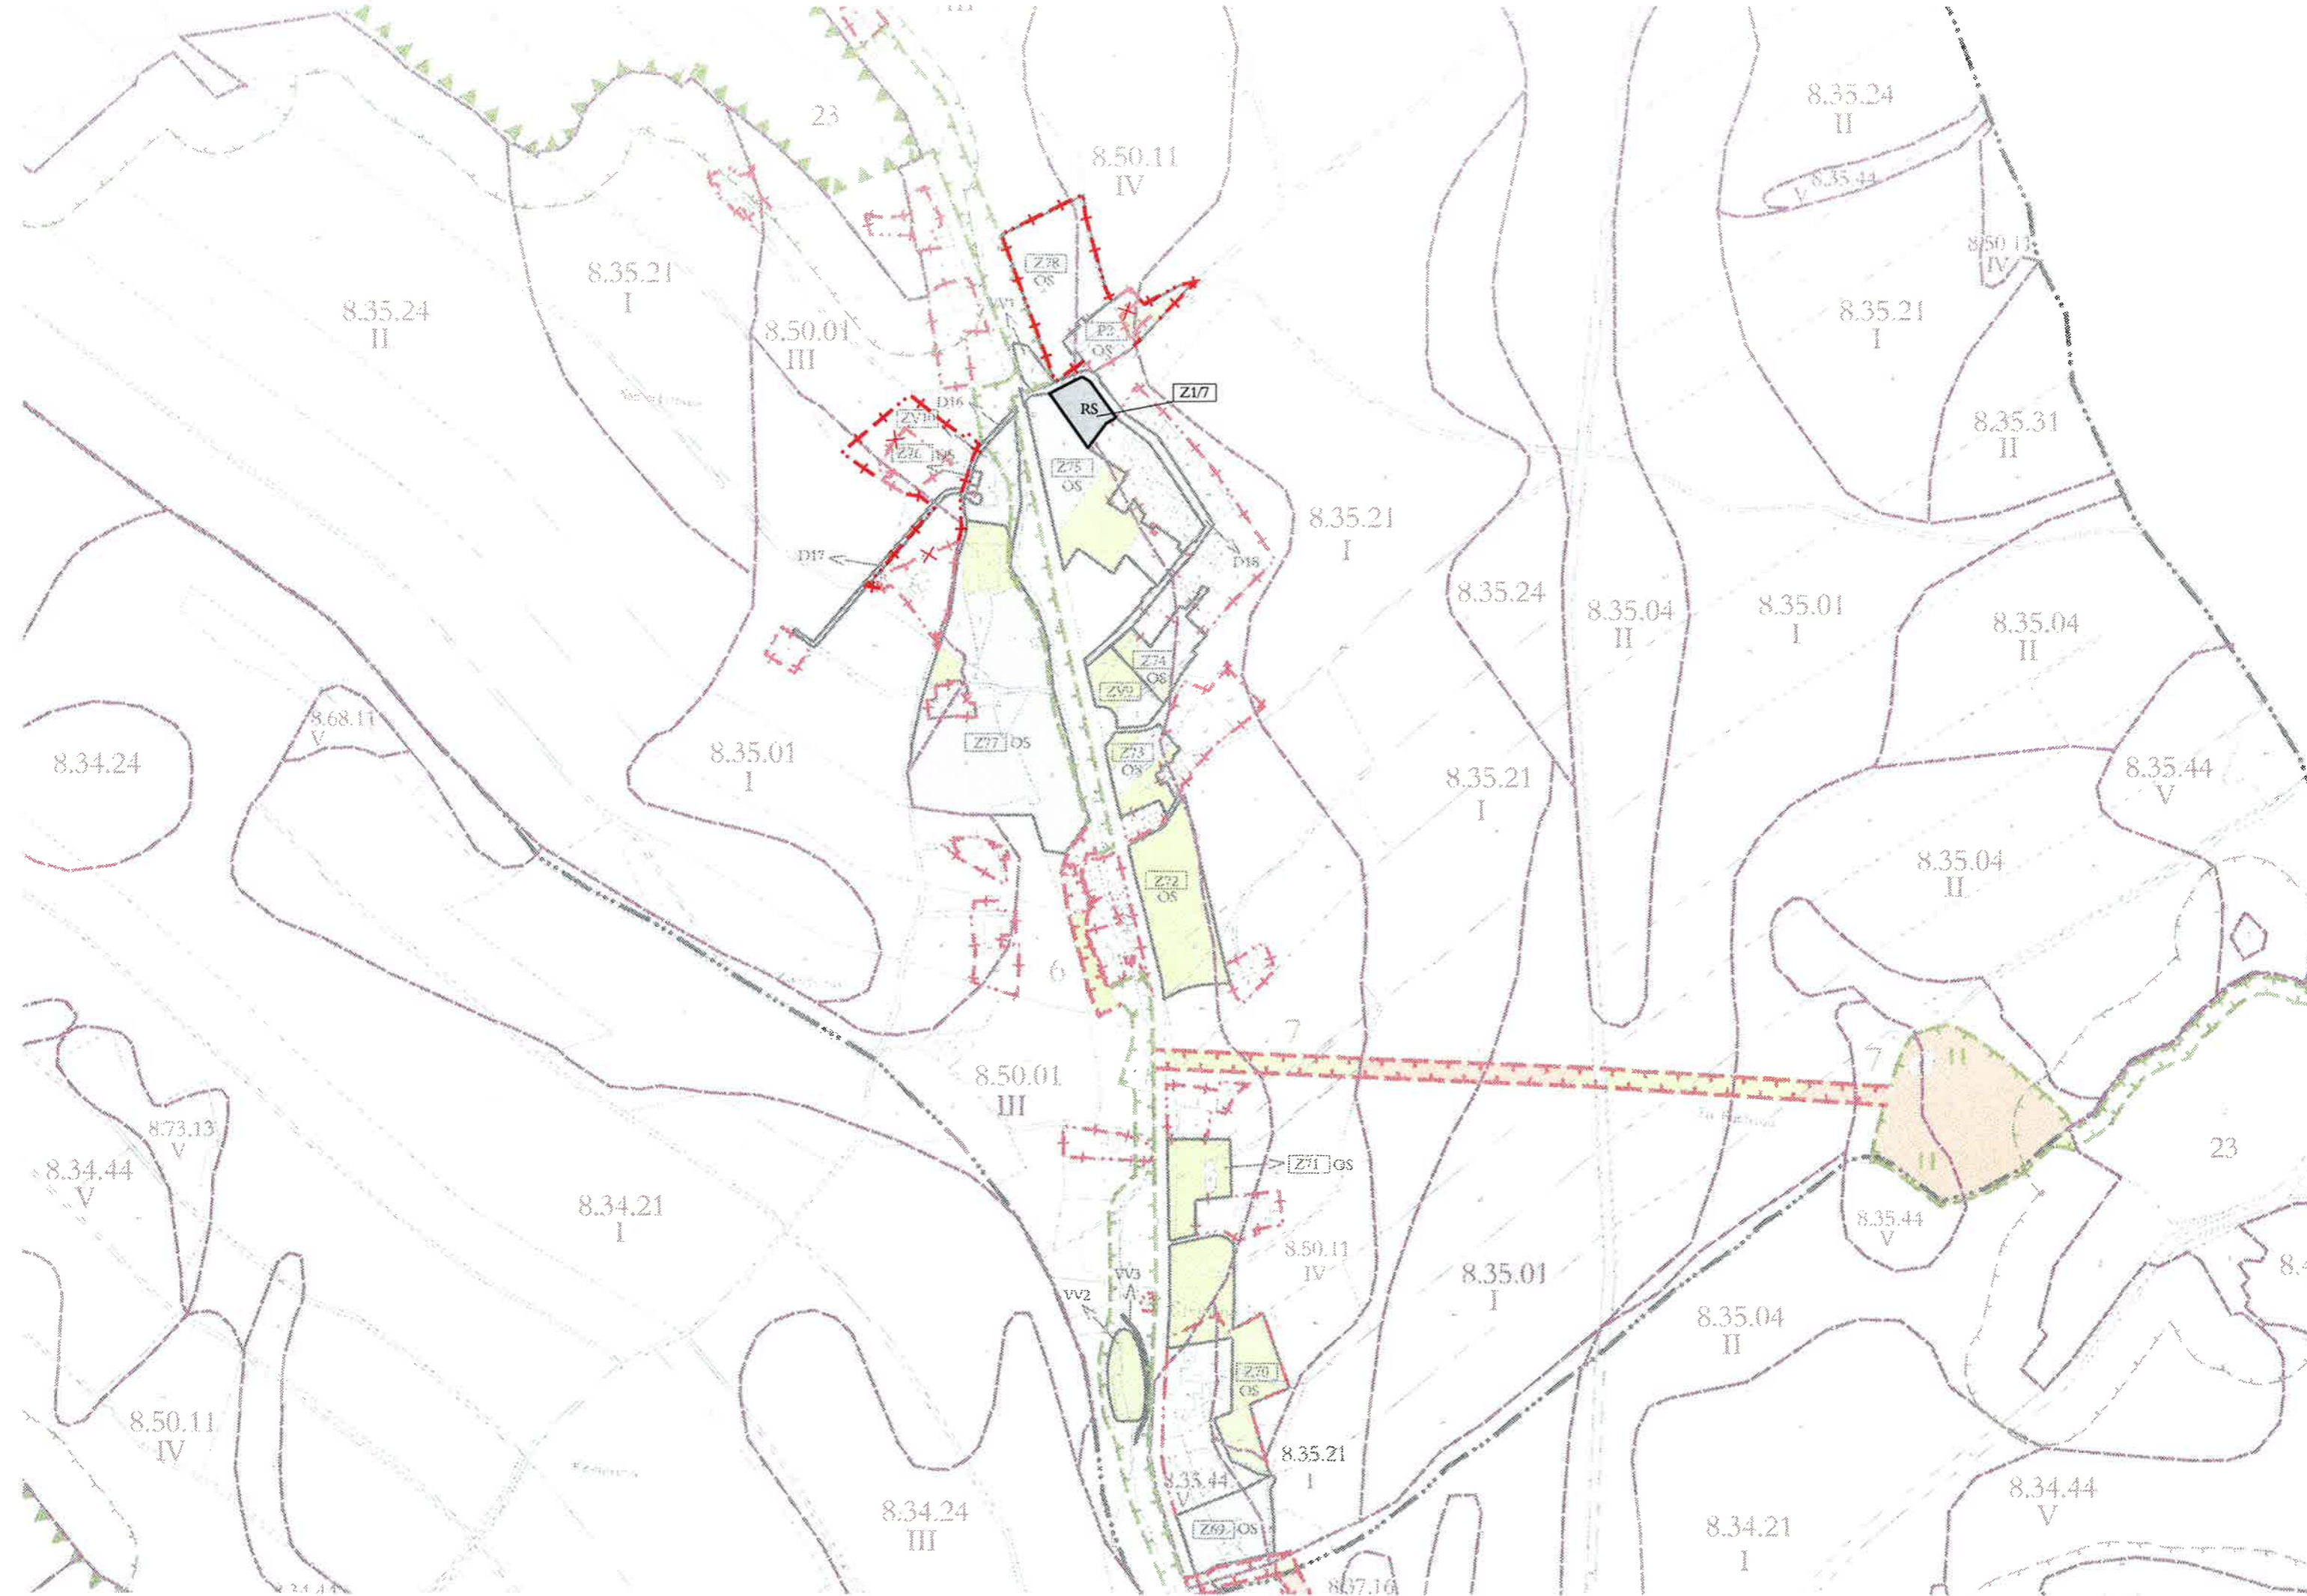 III
8.35.24
II
23
8.50.11
IV
8.35.44
V
8.50.11
IV
Z78
OS
8.35.21
I
8.35.24
II
8.50.01
III
8.35.21
I
P2
OS
Z1/7
RS
D16
ZV10
Z76
OS
8.35.31
II
Z75
OS
8.35.21
I
D17
D18
8.35.24
8.35.04
II
8.35.01
I
8.35.04
II
Z74
OS
ZV9
8.68.11
V
8.34.24
8.35.01
I
Z77 OS
Z73
OS
8.35.21
I
8.35.44
V
8.35.04
II
Z72
OS
6
7
7
8.50.01
III
8.73.13
V
8.34.44
V
23
Z71 OS
8.34.21
I
8.35.44
V
8.50.11
IV
VV3
VV2
8.35.01
I
8.35.04
II
Z70
OS
8.50.11
IV
8.35.21
I
8.35.44
V
8.34.24
III
Z69 OS
8.34.44
V
8.34.21
I